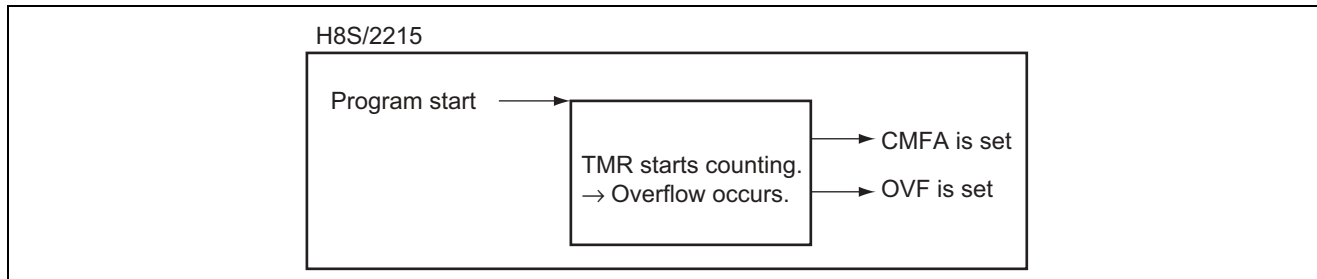 H8S/2215
Program start
TMR starts counting.
→ Overflow occurs.
CMFA is set
OVF is set